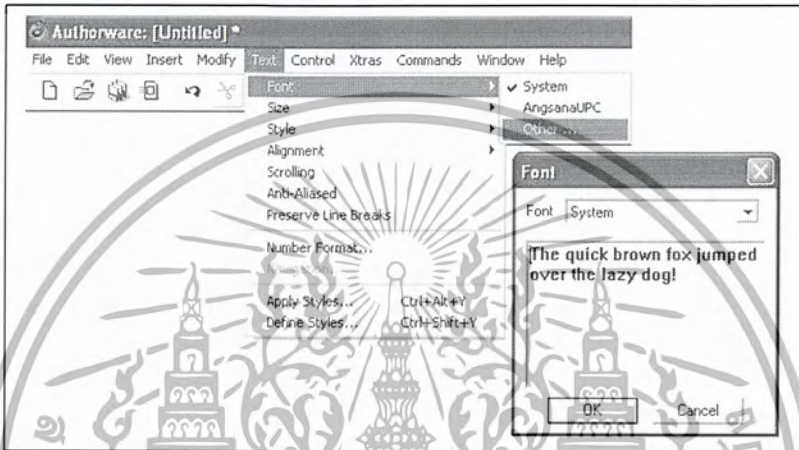 Authorware: [Untitled] *
File Edit View Insert Modify Text Control Xtras Commands Window Help
Font
Size
Style
Alignment
Scrolling
Anti-Aliased
Preserve Line Breaks
Number Format...
Navigation...
Apply Styles... Ctrl+Alt+Y
Define Styles... Ctrl+Shift+Y
✓ System
AngsanaUPC
Other...
Font
Font System
The quick brown fox jumped
over the lazy dog!
OK Cancel